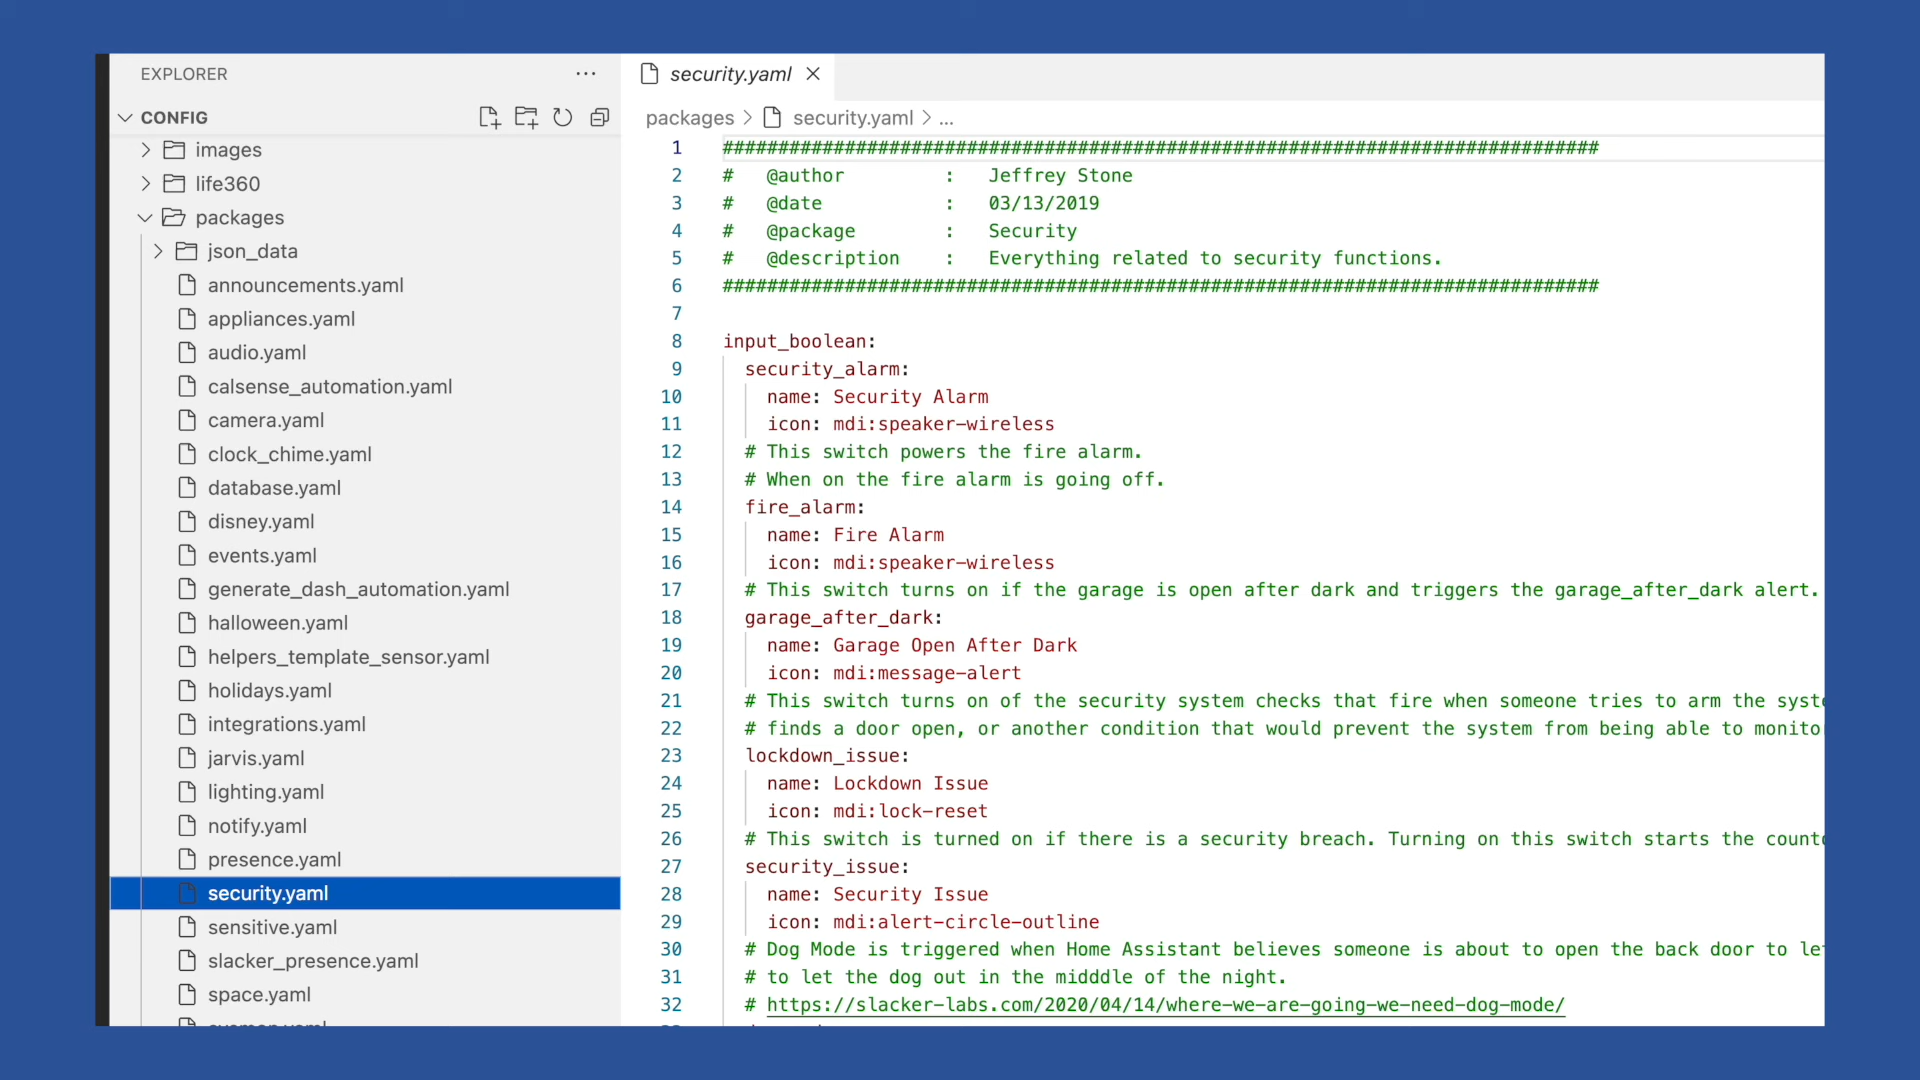 EXPLORER
CONFIG
images
life360
packages
json_data
announcements.yaml
appliances.yaml
audio.yaml
calsense_automation.yaml
camera.yaml
clock_chime.yaml
database.yaml
disney.yaml
events.yaml
generate_dash_automation.yaml
halloween.yaml
helpers_template_sensor.yaml
holidays.yaml
integrations.yaml
jarvis.yaml
lighting.yaml
notify.yaml
presence.yaml
security.yaml
sensitive.yaml
slacker_presence.yaml
space.yaml
security.yaml
packages > security.yaml > ...
1 ###############################################################################
2 # @author : Jeffrey Stone
3 # @date : 03/13/2019
4 # @package : Security
5 # @description : Everything related to security functions.
6 ###############################################################################
7
8 input_boolean:
9 security_alarm:
10 name: Security Alarm
11 icon: mdi:speaker-wireless
12 # This switch powers the fire alarm.
13 # When on the fire alarm is going off.
14 fire_alarm:
15 name: Fire Alarm
16 icon: mdi:speaker-wireless
17 # This switch turns on if the garage is open after dark and triggers the garage_after_dark alert.
18 garage_after_dark:
19 name: Garage Open After Dark
20 icon: mdi:message-alert
21 # This switch turns on of the security system checks that fire when someone tries to arm the syste
22 # finds a door open, or another condition that would prevent the system from being able to monito
23 lockdown_issue:
24 name: Lockdown Issue
25 icon: mdi:lock-reset
26 # This switch is turned on if there is a security breach. Turning on this switch starts the countd
27 security_issue:
28 name: Security Issue
29 icon: mdi:alert-circle-outline
30 # Dog Mode is triggered when Home Assistant believes someone is about to open the back door to let
31 # to let the dog out in the midddle of the night.
32 # https://slacker-labs.com/2020/04/14/where-we-are-going-we-need-dog-mode/